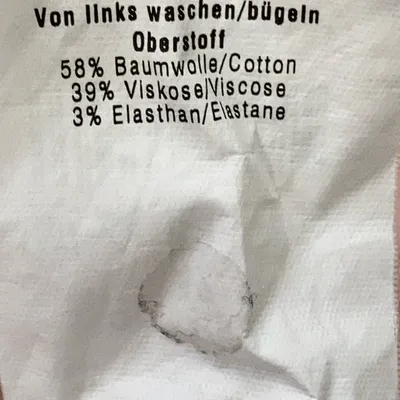 Von links waschen/bügeln
Oberstoff
58% Baumwolle/Cotton
39% Viskose/Viscose
3% Elasthan/Elastane